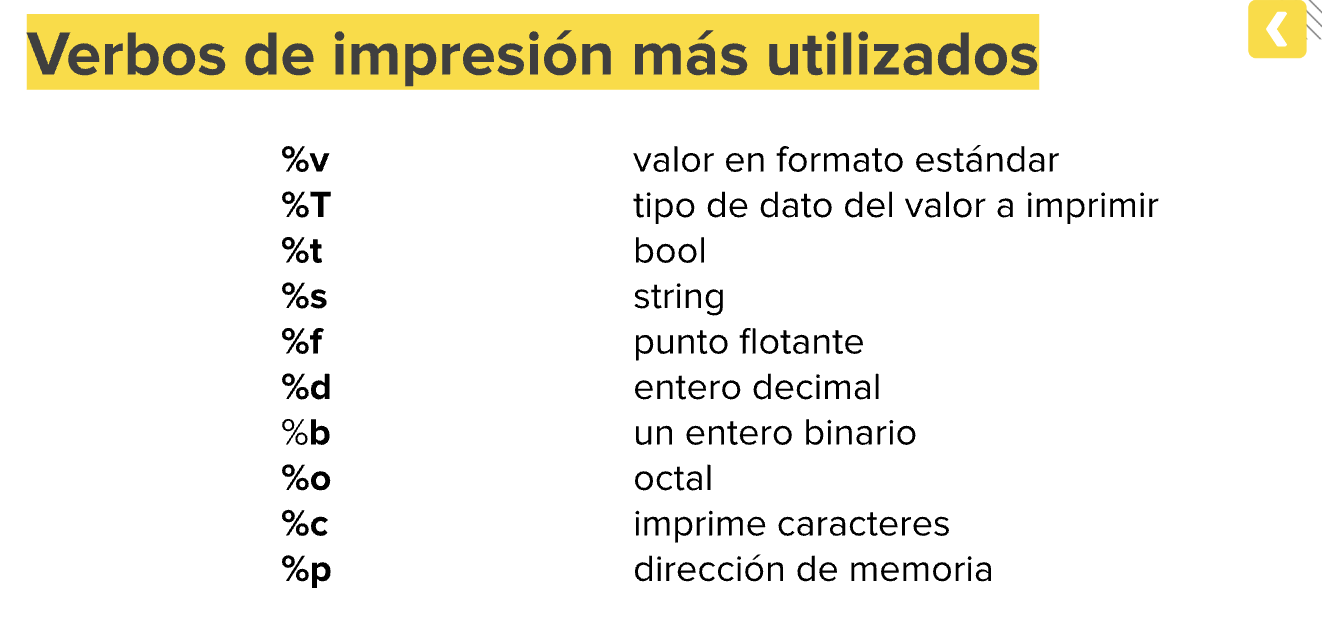 Verbos de impresión más utilizados
%v valor en formato estándar
%T tipo de dato del valor a imprimir
%t bool
%s string
%f punto flotante
%d entero decimal
%b un entero binario
%o octal
%c imprime caracteres
%p dirección de memoria